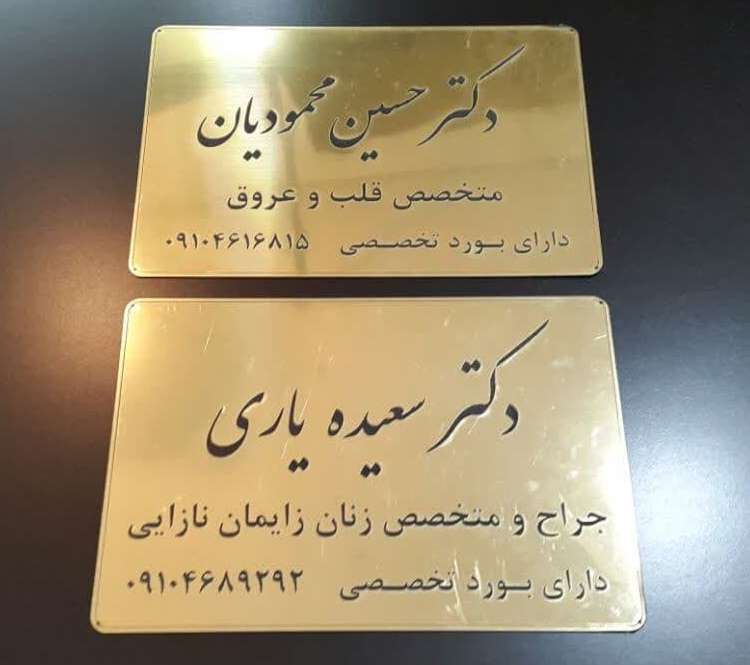 دکتر حسین محمودیان
متخصص قلب و عروق
دارای بورد تخصصی ۰۹۱۰۴۶۱۶۸۱۵
دکتر سعیده یاری
جراح و متخصص زنان زایمان نازایی
دارای بورد تخصصی ۰۹۱۰۴۶۸۹۲۹۲